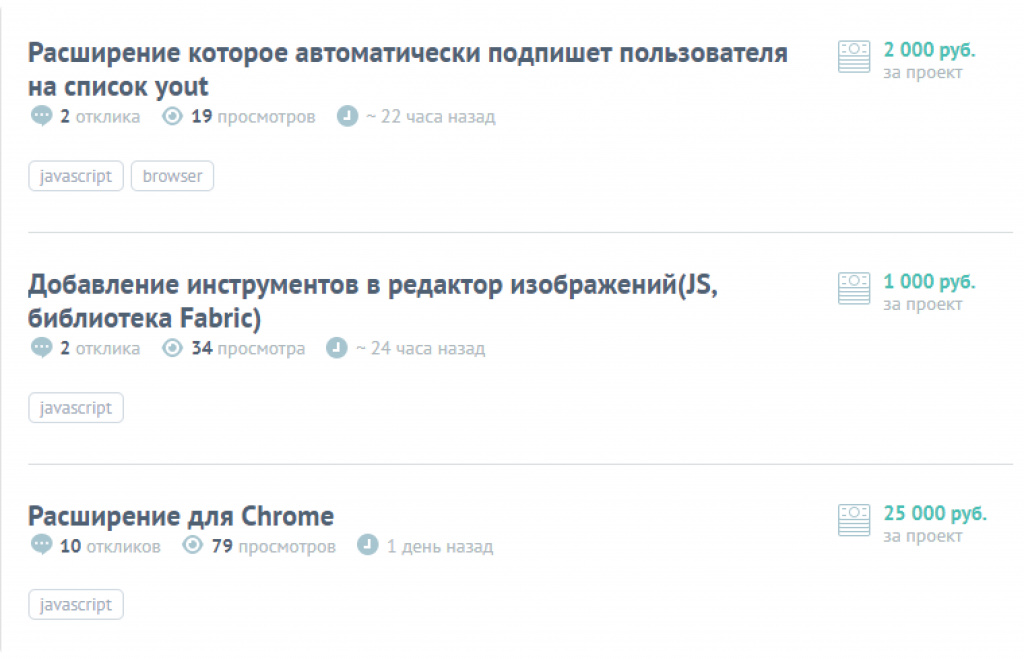 Расширение которое автоматически подпишет пользователя
на список yout
2 отклика 19 просмотров ~ 22 часа назад
2 000 руб.
за проект
javascript browser
Добавление инструментов в редактор изображений(JS,
библиотека Fabric)
2 отклика 34 просмотра ~ 24 часа назад
1 000 руб.
за проект
javascript
Расширение для Chrome
10 откликов 79 просмотров 1 день назад
25 000 руб.
за проект
javascript